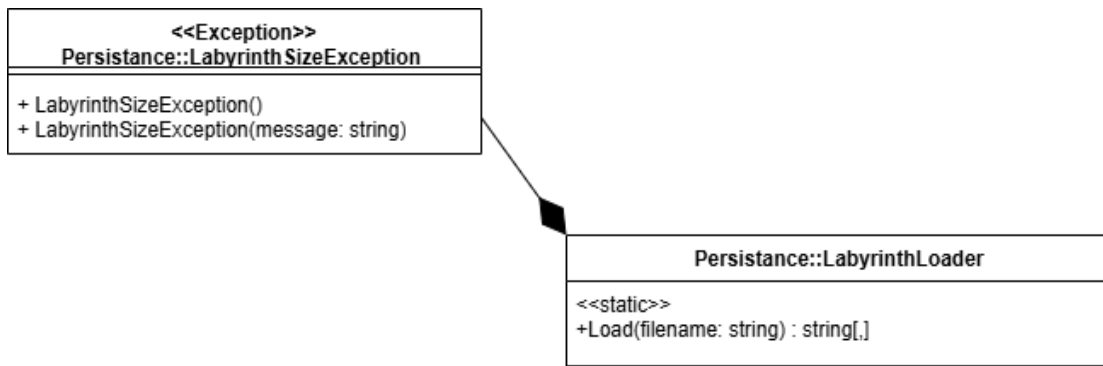 <<Exception>>
Persistance::LabyrinthSizeException
+ LabyrinthSizeException()
+ LabyrinthSizeException(message: string)
Persistance::LabyrinthLoader
<<static>>
+Load(filename: string) : string[,]